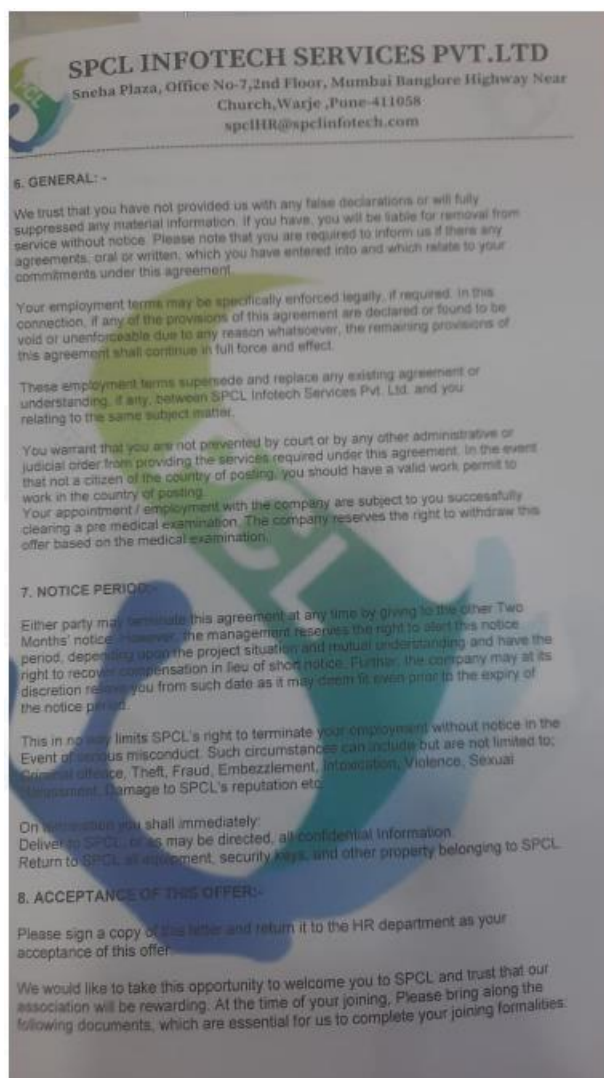 SPCL
SPCL INFOTECH SERVICES PVT.LTD
Sneha Plaza, Office No-7,2nd Floor, Mumbai Banglore Highway Near
Church,Warje ,Pune-411058
spclHR@spclinfotech.com
6. GENERAL: -
We trust that you have not provided us with any false declarations or will fully
suppressed any material information. If you have, you will be liable for removal from
service without notice. Please note that you are required to inform us if there any
agreements, oral or written, which you have entered into and which relate to your
commitments under this agreement.
Your employment terms may be specifically enforced legally, if required. In this
connection, if any of the provisions of this agreement are declared or found to be
void or unenforceable due to any reason whatsoever, the remaining provisions of
this agreement shall continue in full force and effect.
These employment terms supersede and replace any existing agreement or
understanding, if any, between SPCL Infotech Services Pvt. Ltd. and you
relating to the same subject matter.
You warrant that you are not prevented by court or by any other administrative or
judicial order from providing the services required under this agreement. In the event
that not a citizen of the country of posting, you should have a valid work permit to
work in the country of posting.
Your appointment / employment with the company are subject to you successfully
clearing a pre medical examination. The company reserves the right to withdraw this
offer based on the medical examination.
7. NOTICE PERIOD:-
Either party may terminate this agreement at any time by giving to the other Two
Months' notice. However, the management reserves the right to alert this notice
period, depending upon the project situation and mutual understanding and have the
right to recover compensation in lieu of short notice. Further, the company may at its
discretion relieve you from such date as it may deem fit even prior to the expiry of
the notice period.
This in no way limits SPCL's right to terminate your employment without notice in the
Event of serious misconduct. Such circumstances can include but are not limited to;
Criminal offence, Theft, Fraud, Embezzlement, Intoxication, Violence, Sexual
Harassment, Damage to SPCL's reputation etc.
On you shall immediately:
Deliver to SPCL, or as may be directed, all confidential Information.
Return to SPCL all equipment, security keys, and other property belonging to SPCL.
8. ACCEPTANCE OF THIS OFFER:-
Please sign a copy of this letter and return it to the HR department as your
acceptance of this offer.
We would like to take this opportunity to welcome you to SPCL and trust that our
association will be rewarding. At the time of your joining, Please bring along the
following documents, which are essential for us to complete your joining formalities.